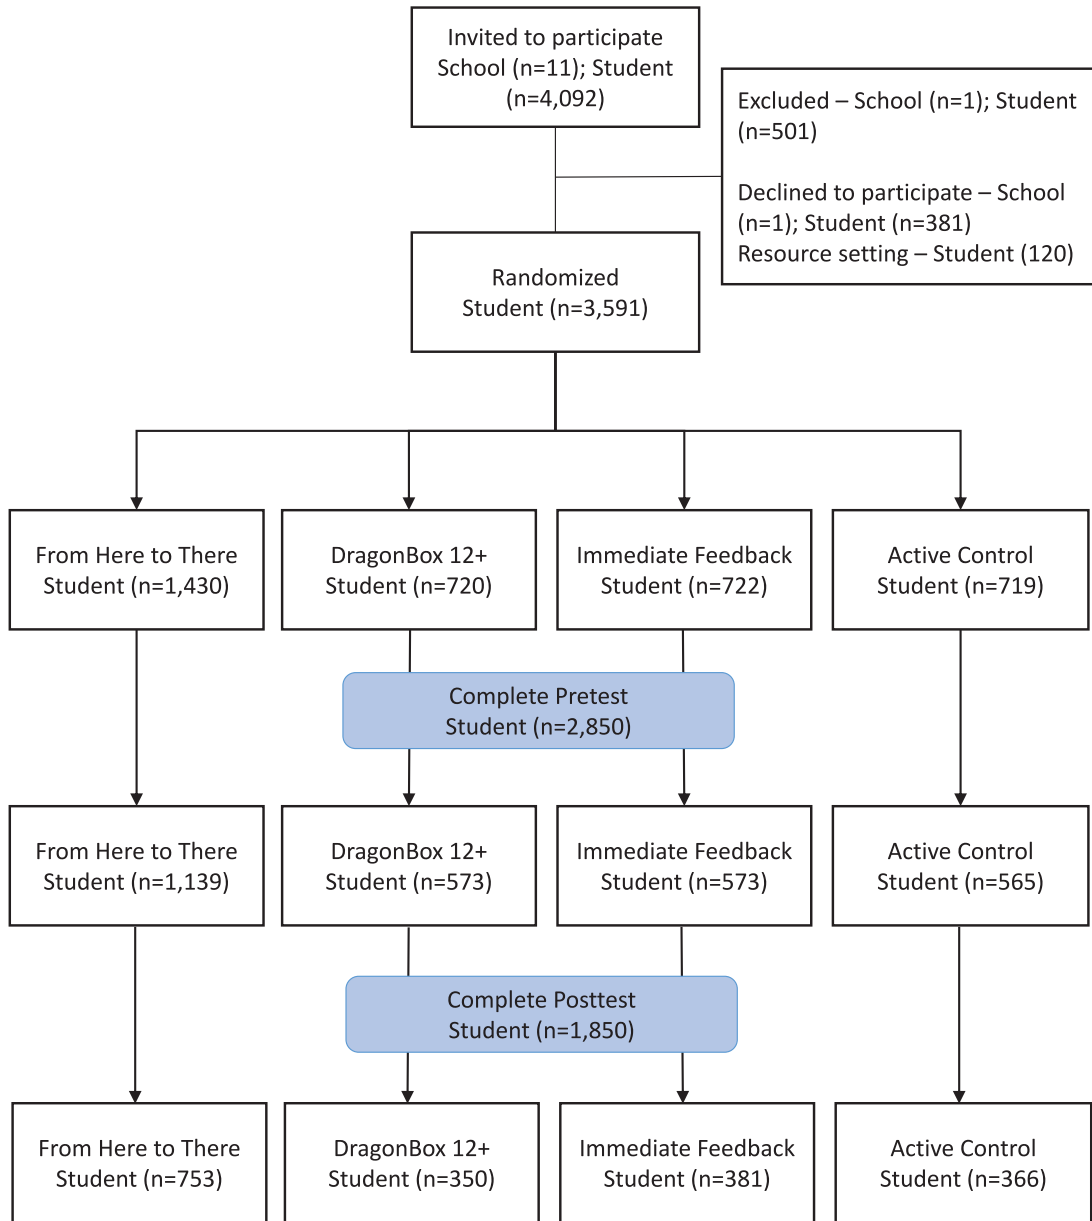 Invited to participate
School (n=11); Student
(n=4,092)
Excluded – School (n=1); Student
(n=501)
Declined to participate – School
(n=1); Student (n=381)
Resource setting – Student (120)
Randomized
Student (n=3,591)
From Here to There
Student (n=1,430)
DragonBox 12+
Student (n=720)
Immediate Feedback
Student (n=722)
Active Control
Student (n=719)
Complete Pretest
Student (n=2,850)
From Here to There
Student (n=1,139)
DragonBox 12+
Student (n=573)
Immediate Feedback
Student (n=573)
Active Control
Student (n=565)
Complete Posttest
Student (n=1,850)
From Here to There
Student (n=753)
DragonBox 12+
Student (n=350)
Immediate Feedback
Student (n=381)
Active Control
Student (n=366)